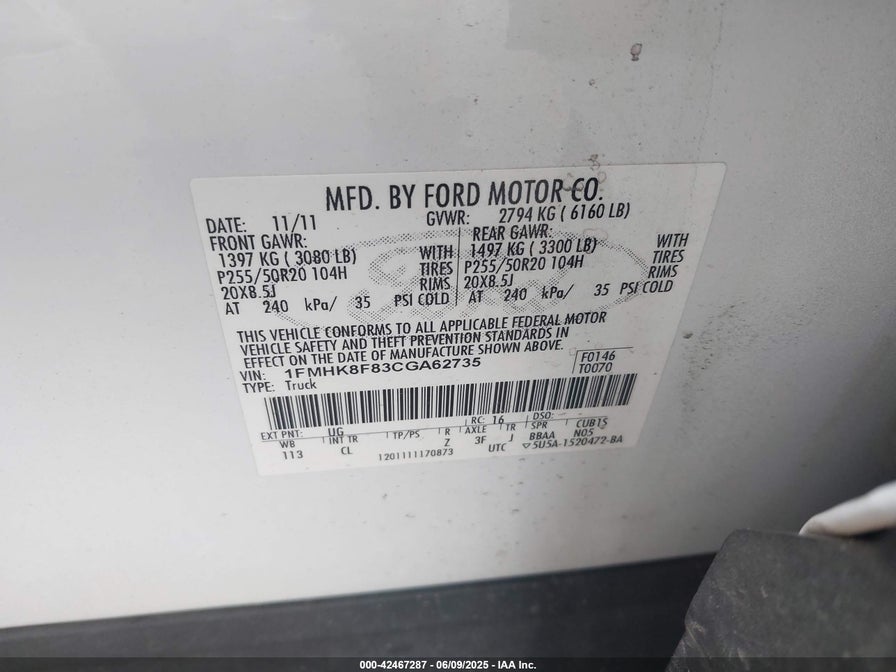 MFD. BY FORD MOTOR CO.
DATE: 11/11 GVWR: 2794 KG ( 6160 LB)
FRONT GAWR: REAR GAWR:
1397 KG ( 3080 LB) WITH 1497 KG ( 3300 LB) WITH
P255/50R20 104H TIRES P255/50R20 104H TIRES
20X8.5J RIMS 20X8.5J RIMS
AT 240 kPa/ 35 PSI COLD AT 240 kPa/ 35 PSI COLD
THIS VEHICLE CONFORMS TO ALL APPLICABLE FEDERAL MOTOR
VEHICLE SAFETY AND THEFT PREVENTION STANDARDS IN
EFFECT ON THE DATE OF MANUFACTURE SHOWN ABOVE.
VIN: 1FMHK8F83CGA62735 F0146
TYPE: Truck T0070
RC: 16 DSO:
EXT PNT: UG AXLE TR SPR CUB1S
WB INT TR TP/PS R 3F J BBAA N05
113 CL 1201111170873 Z UTC 5U5A-1520472-BA
000-42467287 | 06/09/2025 - IAA Inc.